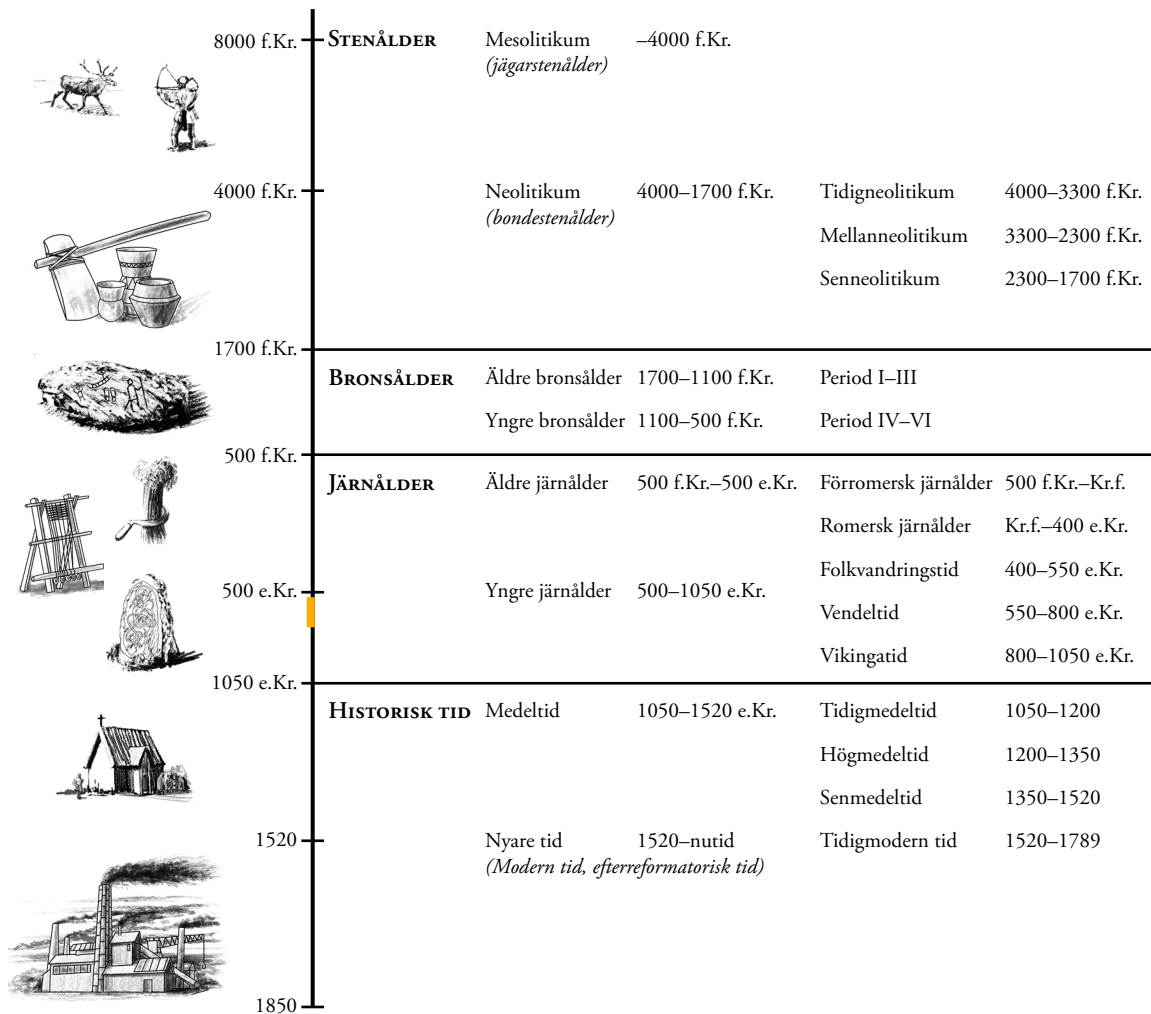 8000 f.Kr. STENÅLDER Mesolitikum –4000 f.Kr.
(jägarstenålder)
4000 f.Kr. Neolitikum 4000–1700 f.Kr. Tidigneolitikum 4000–3300 f.Kr.
(bondestenålder)
Mellanneolitikum 3300–2300 f.Kr.
Senneolitikum 2300–1700 f.Kr.
1700 f.Kr.
BRONSÅLDER Äldre bronsålder 1700–1100 f.Kr. Period I–III
Yngre bronsålder 1100–500 f.Kr. Period IV–VI
500 f.Kr.
JÄRNÅLDER Äldre järnålder 500 f.Kr.–500 e.Kr. Förromersk järnålder 500 f.Kr.–Kr.f.
Romersk järnålder Kr.f.–400 e.Kr.
Folkvandringstid 400–550 e.Kr.
500 e.Kr. Yngre järnålder 500–1050 e.Kr.
Vendeltid 550–800 e.Kr.
Vikingatid 800–1050 e.Kr.
1050 e.Kr.
HISTORISK TID Medeltid 1050–1520 e.Kr. Tidigmedeltid 1050–1200
Högmedeltid 1200–1350
Senmedeltid 1350–1520
1520 Nyare tid 1520–nutid Tidigmodern tid 1520–1789
(Modern tid, efterreformatorisk tid)
1850